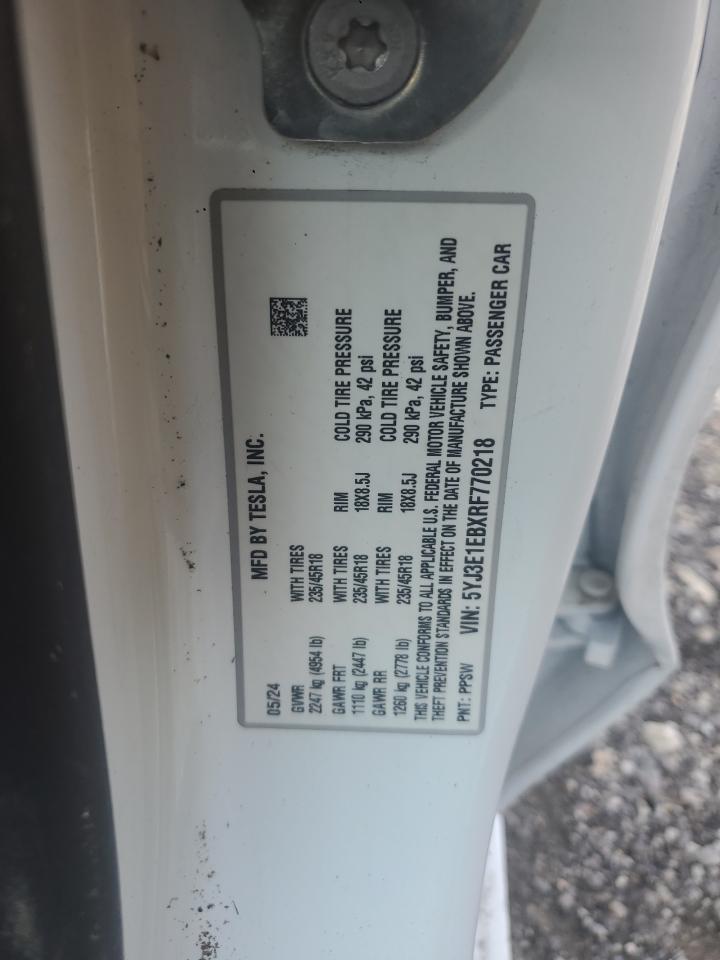 MFD BY TESLA, INC.
05/24
GVWR WITH TIRES
2247 kg (4954 lb) 235/45R18
GAWR FRT WITH TIRES RIM COLD TIRE PRESSURE
1110 kg (2447 lb) 235/45R18 18X8.5J 290 kPa, 42 psi
GAWR RR WITH TIRES RIM COLD TIRE PRESSURE
1260 kg (2778 lb) 235/45R18 18X8.5J 290 kPa, 42 psi
THIS VEHICLE CONFORMS TO ALL APPLICABLE U.S. FEDERAL MOTOR VEHICLE SAFETY, BUMPER, AND
THEFT PREVENTION STANDARDS IN EFFECT ON THE DATE OF MANUFACTURE SHOWN ABOVE.
PNT: PPSW VIN: 5YJ3E1EBXRF770218 TYPE: PASSENGER CAR